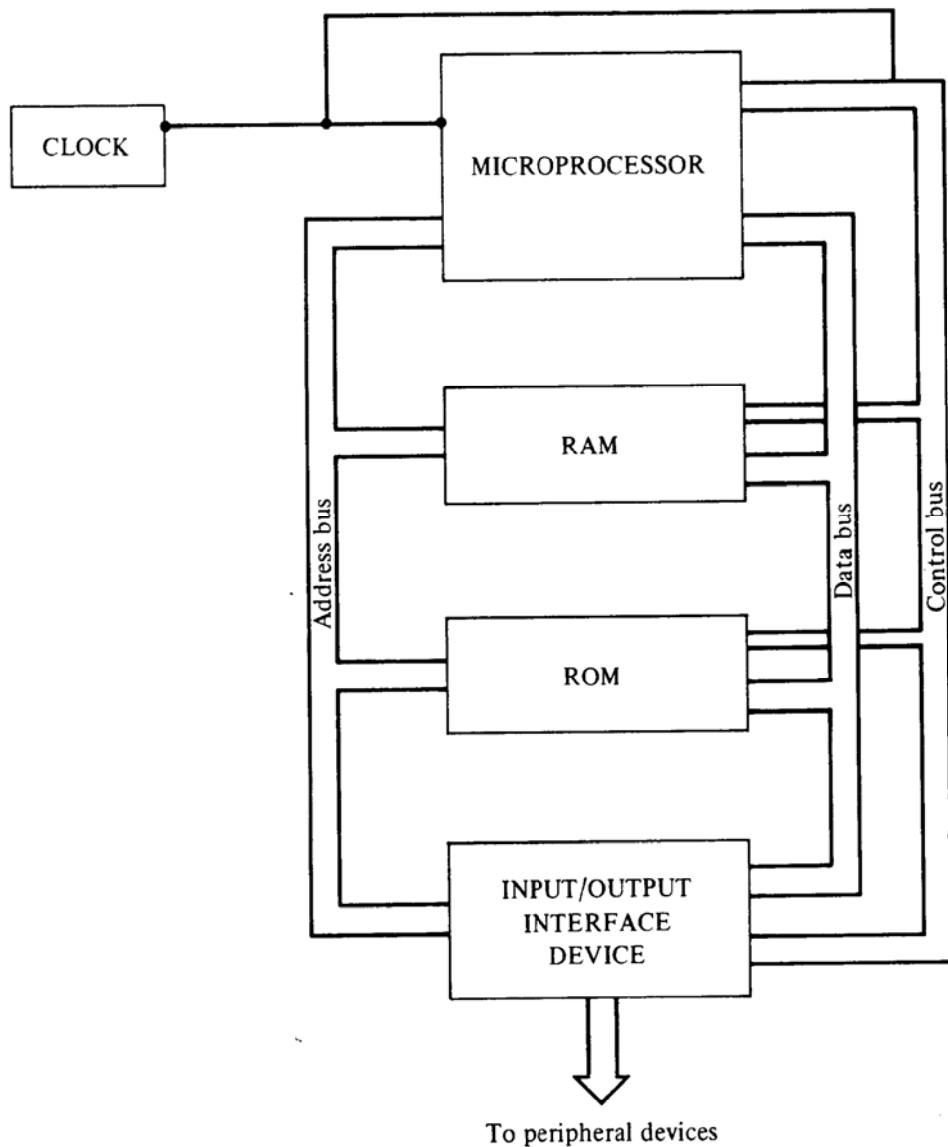 CLOCK
MICROPROCESSOR
RAM
Address bus
Data bus
Control bus
ROM
INPUT/OUTPUT
INTERFACE
DEVICE
To peripheral devices